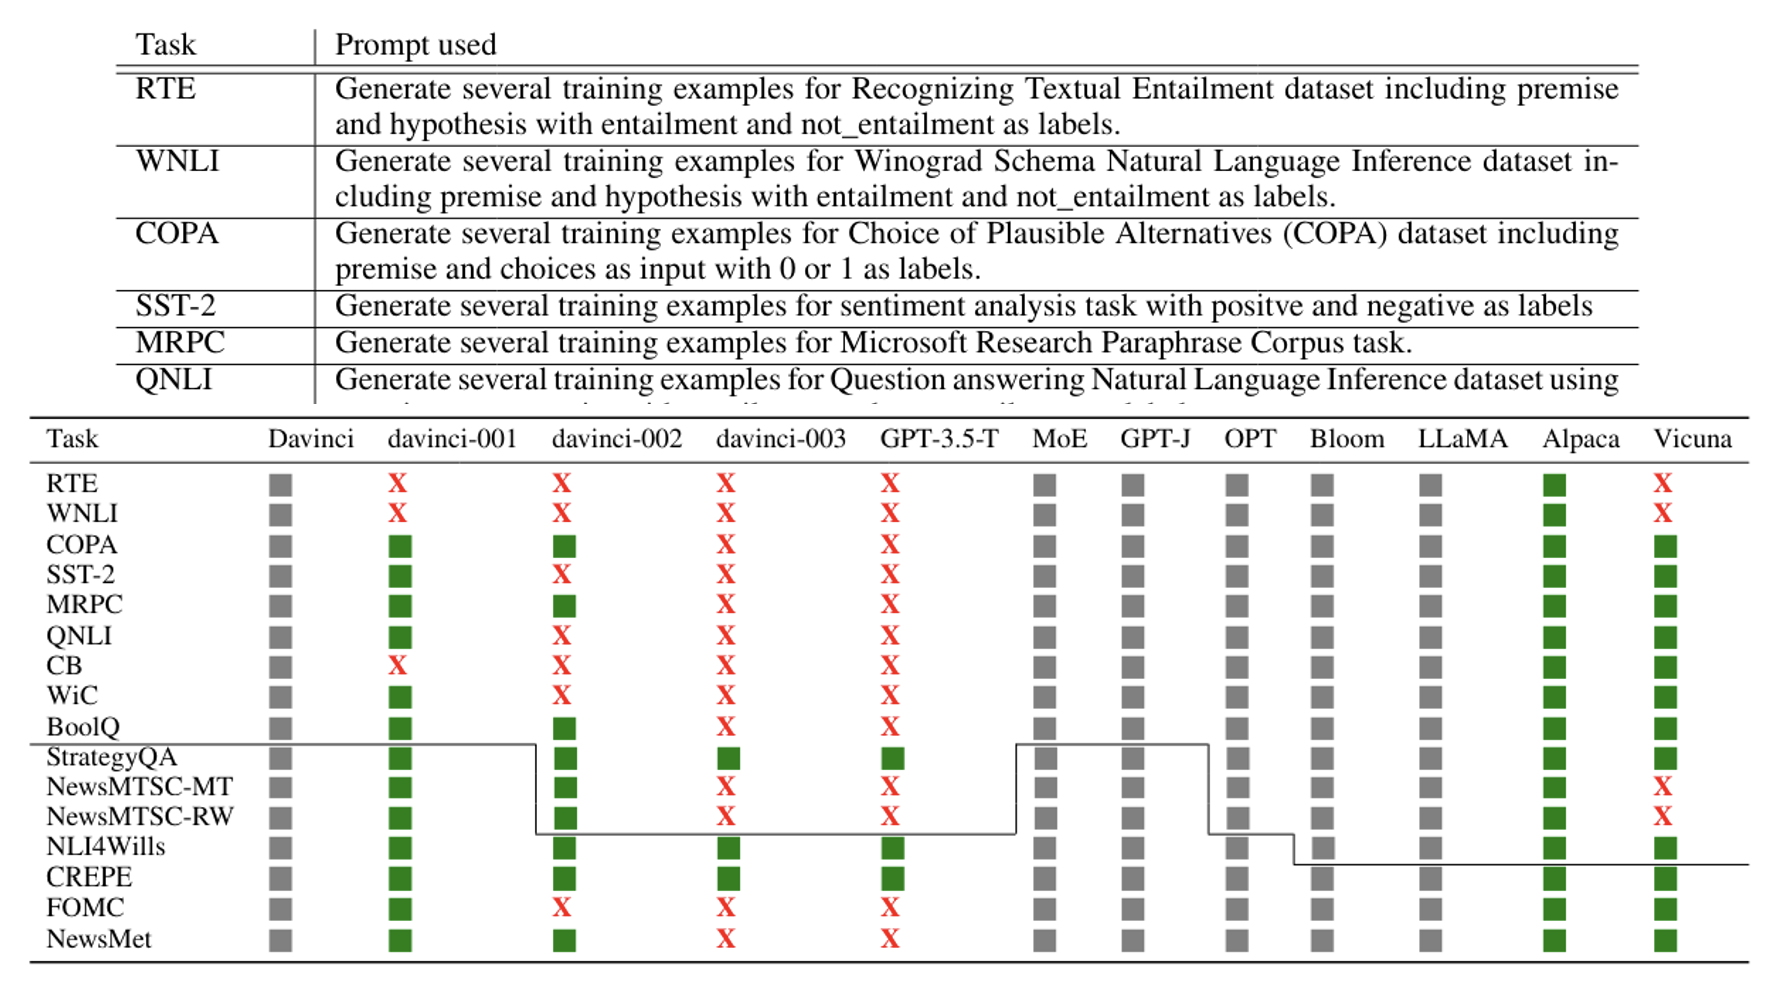 Task Prompt used
RTE Generate several training examples for Recognizing Textual Entailment dataset including premise
and hypothesis with entailment and not_entailment as labels.
WNLI Generate several training examples for Winograd Schema Natural Language Inference dataset in-
cluding premise and hypothesis with entailment and not_entailment as labels.
COPA Generate several training examples for Choice of Plausible Alternatives (COPA) dataset including
premise and choices as input with 0 or 1 as labels.
SST-2 Generate several training examples for sentiment analysis task with positve and negative as labels
MRPC Generate several training examples for Microsoft Research Paraphrase Corpus task.
QNLI Generate several training examples for Question answering Natural Language Inference dataset using
Task Davinci davinci-001 davinci-002 davinci-003 GPT-3.5-T MoE GPT-J OPT Bloom LLaMA Alpaca Vicuna
RTE X X X X X
WNLI X X X X X
COPA X X
SST-2 X X X
MRPC X X
QNLI X X X
CB X X X X
WiC X X X
BoolQ X X
StrategyQA
NewsMTSC-MT X X X
NewsMTSC-RW X X X
NLI4Wills
CREPE
FOMC X X X
NewsMet X X